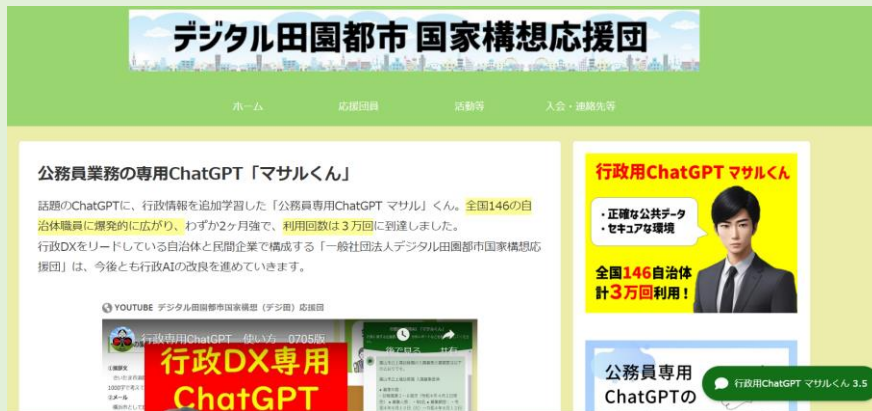 デジタル田園都市 国家構想応援団
ホーム
応援団員
活動等
入会・連絡先等
公務員業務の専用ChatGPT「マサルくん」
話題のChatGPTに、行政情報を追加学習した「公務員専用ChatGPT マサル」くん。全国146の自
治体職員に爆発的に広がり、わずか2ヶ月強で、利用回数は3万回に到達しました。
行政DXをリードしている自治体と民間企業で構成する「一般社団法人デジタル田園都市国家構想応
援団」は、今後とも行政AIの改良を進めていきます。
YOUTUBE デジタル田園都市国家構想(デジ田)応援団
行政専用ChatGPT 使い方 0705版
後で見る
共有
行政DX専用
ChatGPT
行政用ChatGPT マサルくん
・正確な公共データ
・セキュアな環境
全国146自治体
計3万回利用!
公務員専用
ChatGPTの
行政用ChatGPT マサルくん 3.5